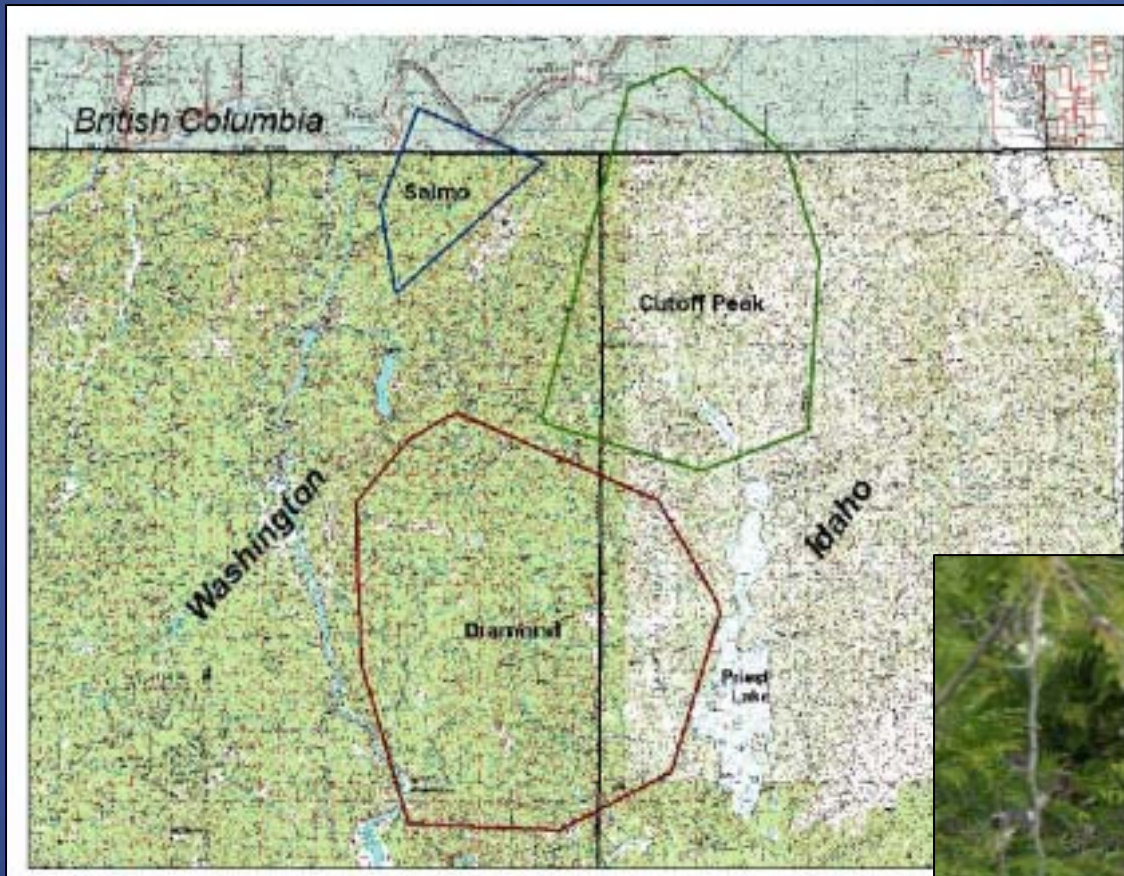 British Columbia
Salmo
Cutoff Peak
Washington
Idaho
Diamond
Priest
Lake